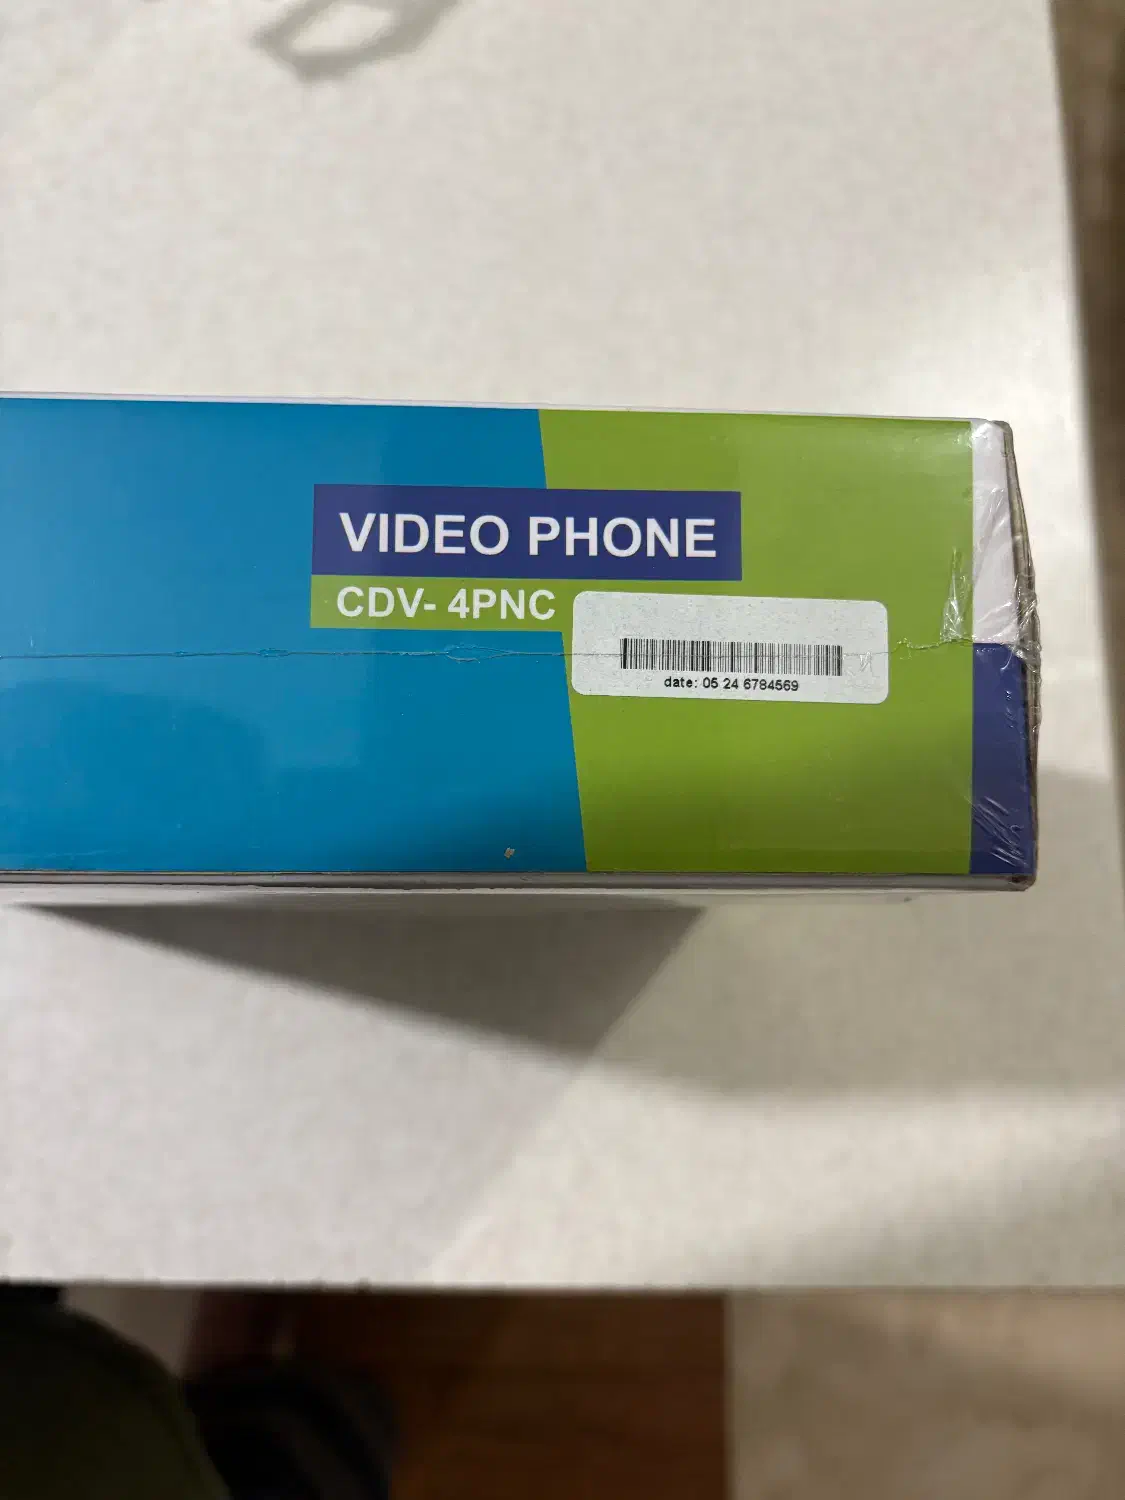 VIDEO PHONE
CDV- 4PNC
date: 05 24 6784569